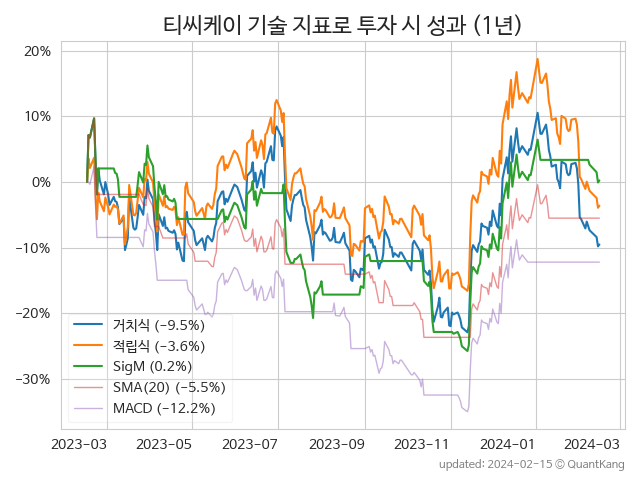 티씨케이 기술 지표로 투자 시 성과 (1년)
20%
10%
0%
−10%
−20%
−30%
거치식 (−9.5%)
적립식 (−3.6%)
SigM (0.2%)
SMA(20) (−5.5%)
MACD (−12.2%)
2023-03 2023-05 2023-07 2023-09 2023-11 2024-01 2024-03
updated: 2024-02-15 © QuantKang